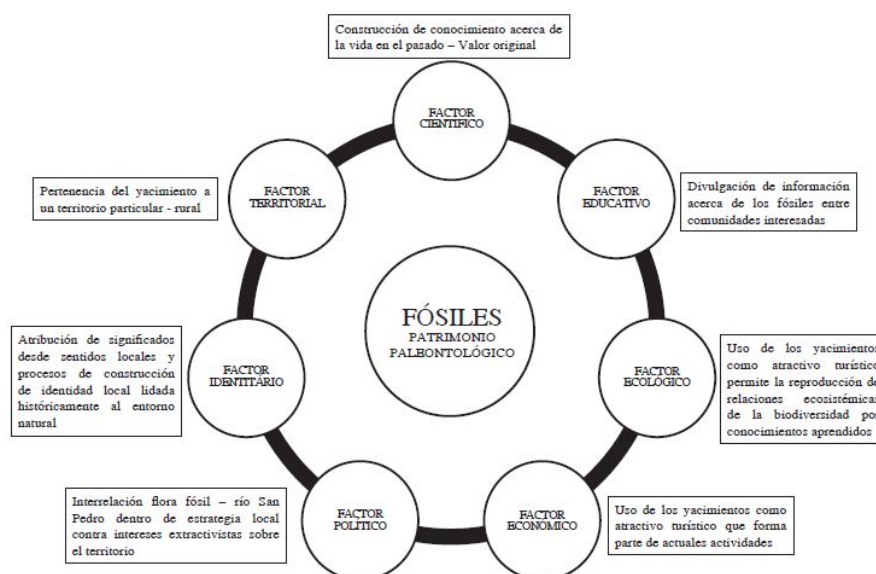 Construcción de conocimiento acerca de
la vida en el pasado – Valor original
FACTOR
CIENTÍFICO
FACTOR
TERRITORIAL
Pertenencia del yacimiento a
un territorio particular - rural
FACTOR
EDUCATIVO
Divulgación de información
acerca de los fósiles entre
comunidades interesadas
FÓSILES
PATRIMONIO
PALEONTOLÓGICO
Atribución de significados
desde sentidos locales y
procesos de construcción
de identidad local lidada
históricamente al entorno
natural
FACTOR
IDENTITÁRIO
FACTOR
ECOLÓGICO
Uso de los yacimientos
como atractivo turístico
permite la reproducción de
relaciones ecosistémicas
de la biodiversidad por
conocimientos aprendidos
Interrelación flora fósil – río San
Pedro dentro de estrategia local
contra intereses extractivistas sobre
el territorio
FACTOR
POLÍTICO
FACTOR
ECONÓMICO
Uso de los yacimientos como
atractivo turístico que forma
parte de actuales actividades